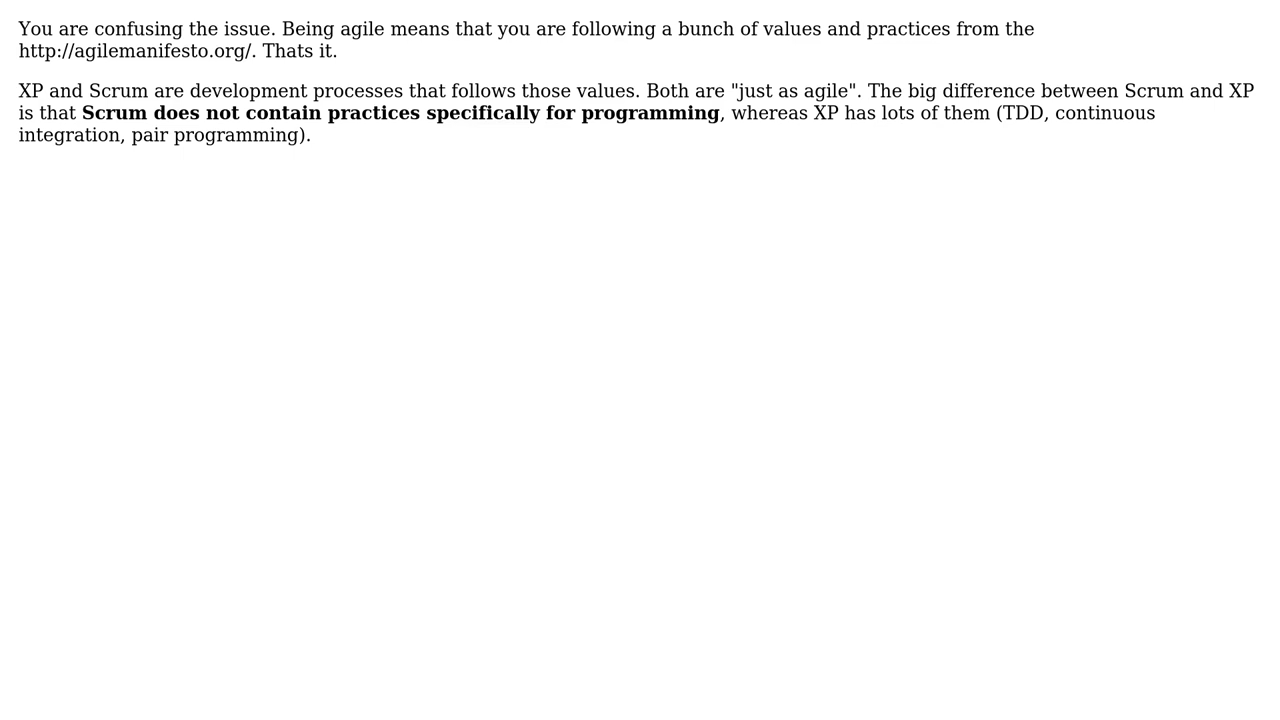 You are confusing the issue. Being agile means that you are following a bunch of values and practices from the
http://agilemanifesto.org/. Thats it.
XP and Scrum are development processes that follows those values. Both are "just as agile". The big difference between Scrum and XP
is that Scrum does not contain practices specifically for programming, whereas XP has lots of them (TDD, continuous
integration, pair programming).